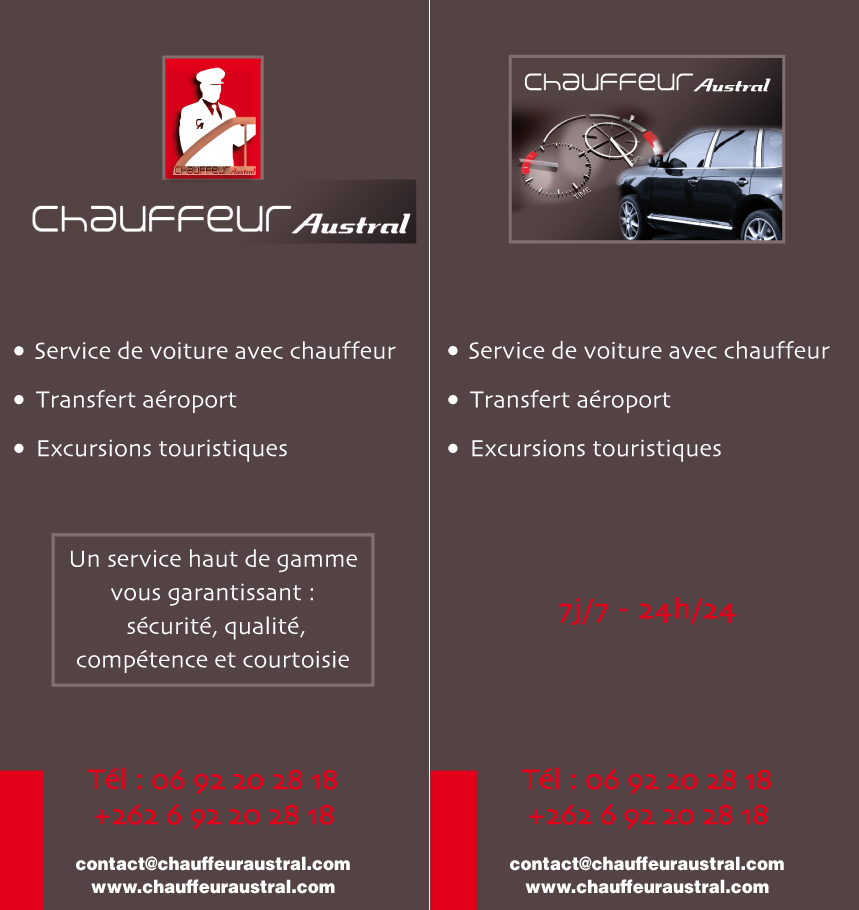 Chauffeur Austral
Chauffeur Austral
• Service de voiture avec chauffeur
• Transfert aéroport
• Excursions touristiques
Un service haut de gamme
vous garantissant :
sécurité, qualité,
compétence et courtoisie
Tél : 06 92 20 28 18
+262 6 92 20 28 18
contact@chauffeuraustral.com
www.chauffeuraustral.com
Chauffeur Austral
TIME
• Service de voiture avec chauffeur
• Transfert aéroport
• Excursions touristiques
7j/7 - 24h/24
Tél : 06 92 20 28 18
+262 6 92 20 28 18
contact@chauffeuraustral.com
www.chauffeuraustral.com